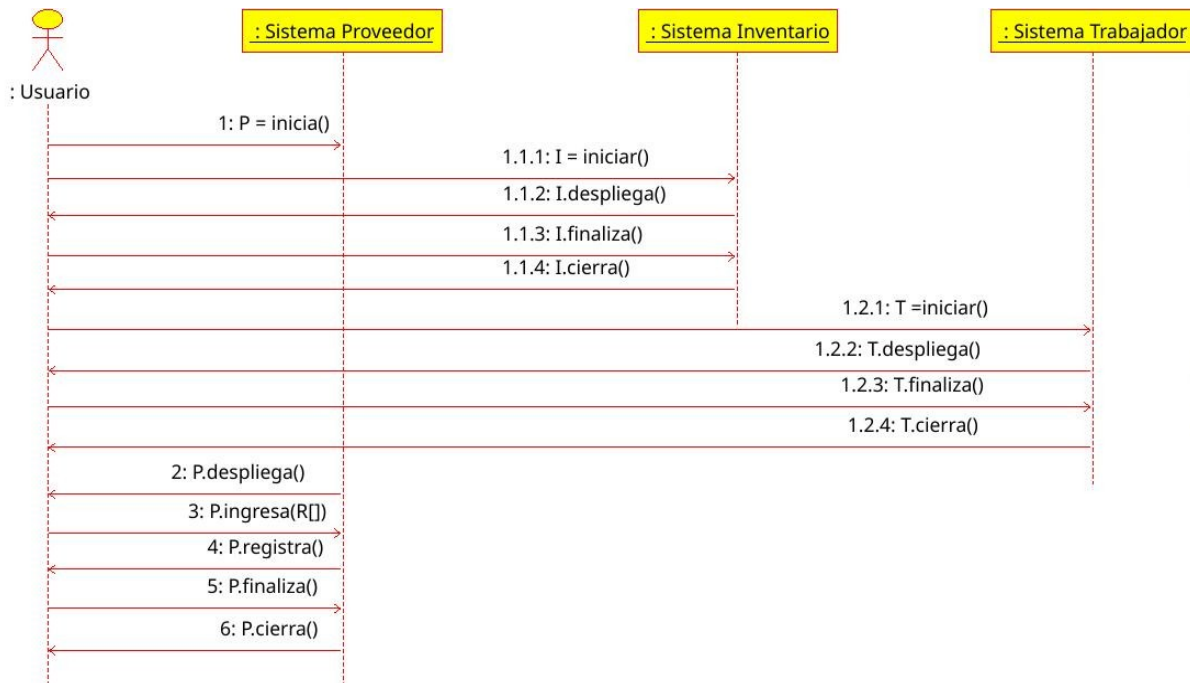 : Sistema Proveedor
: Sistema Inventario
: Sistema Trabajador
: Usuario
1: P = inicia()
1.1.1: I = iniciar()
1.1.2: I.despliega()
1.1.3: I.finaliza()
1.1.4: I.cierra()
1.2.1: T =iniciar()
1.2.2: T.despliega()
1.2.3: T.finaliza()
1.2.4: T.cierra()
2: P.despliega()
3: P.ingresa(R[])
4: P.registra()
5: P.finaliza()
6: P.cierra()